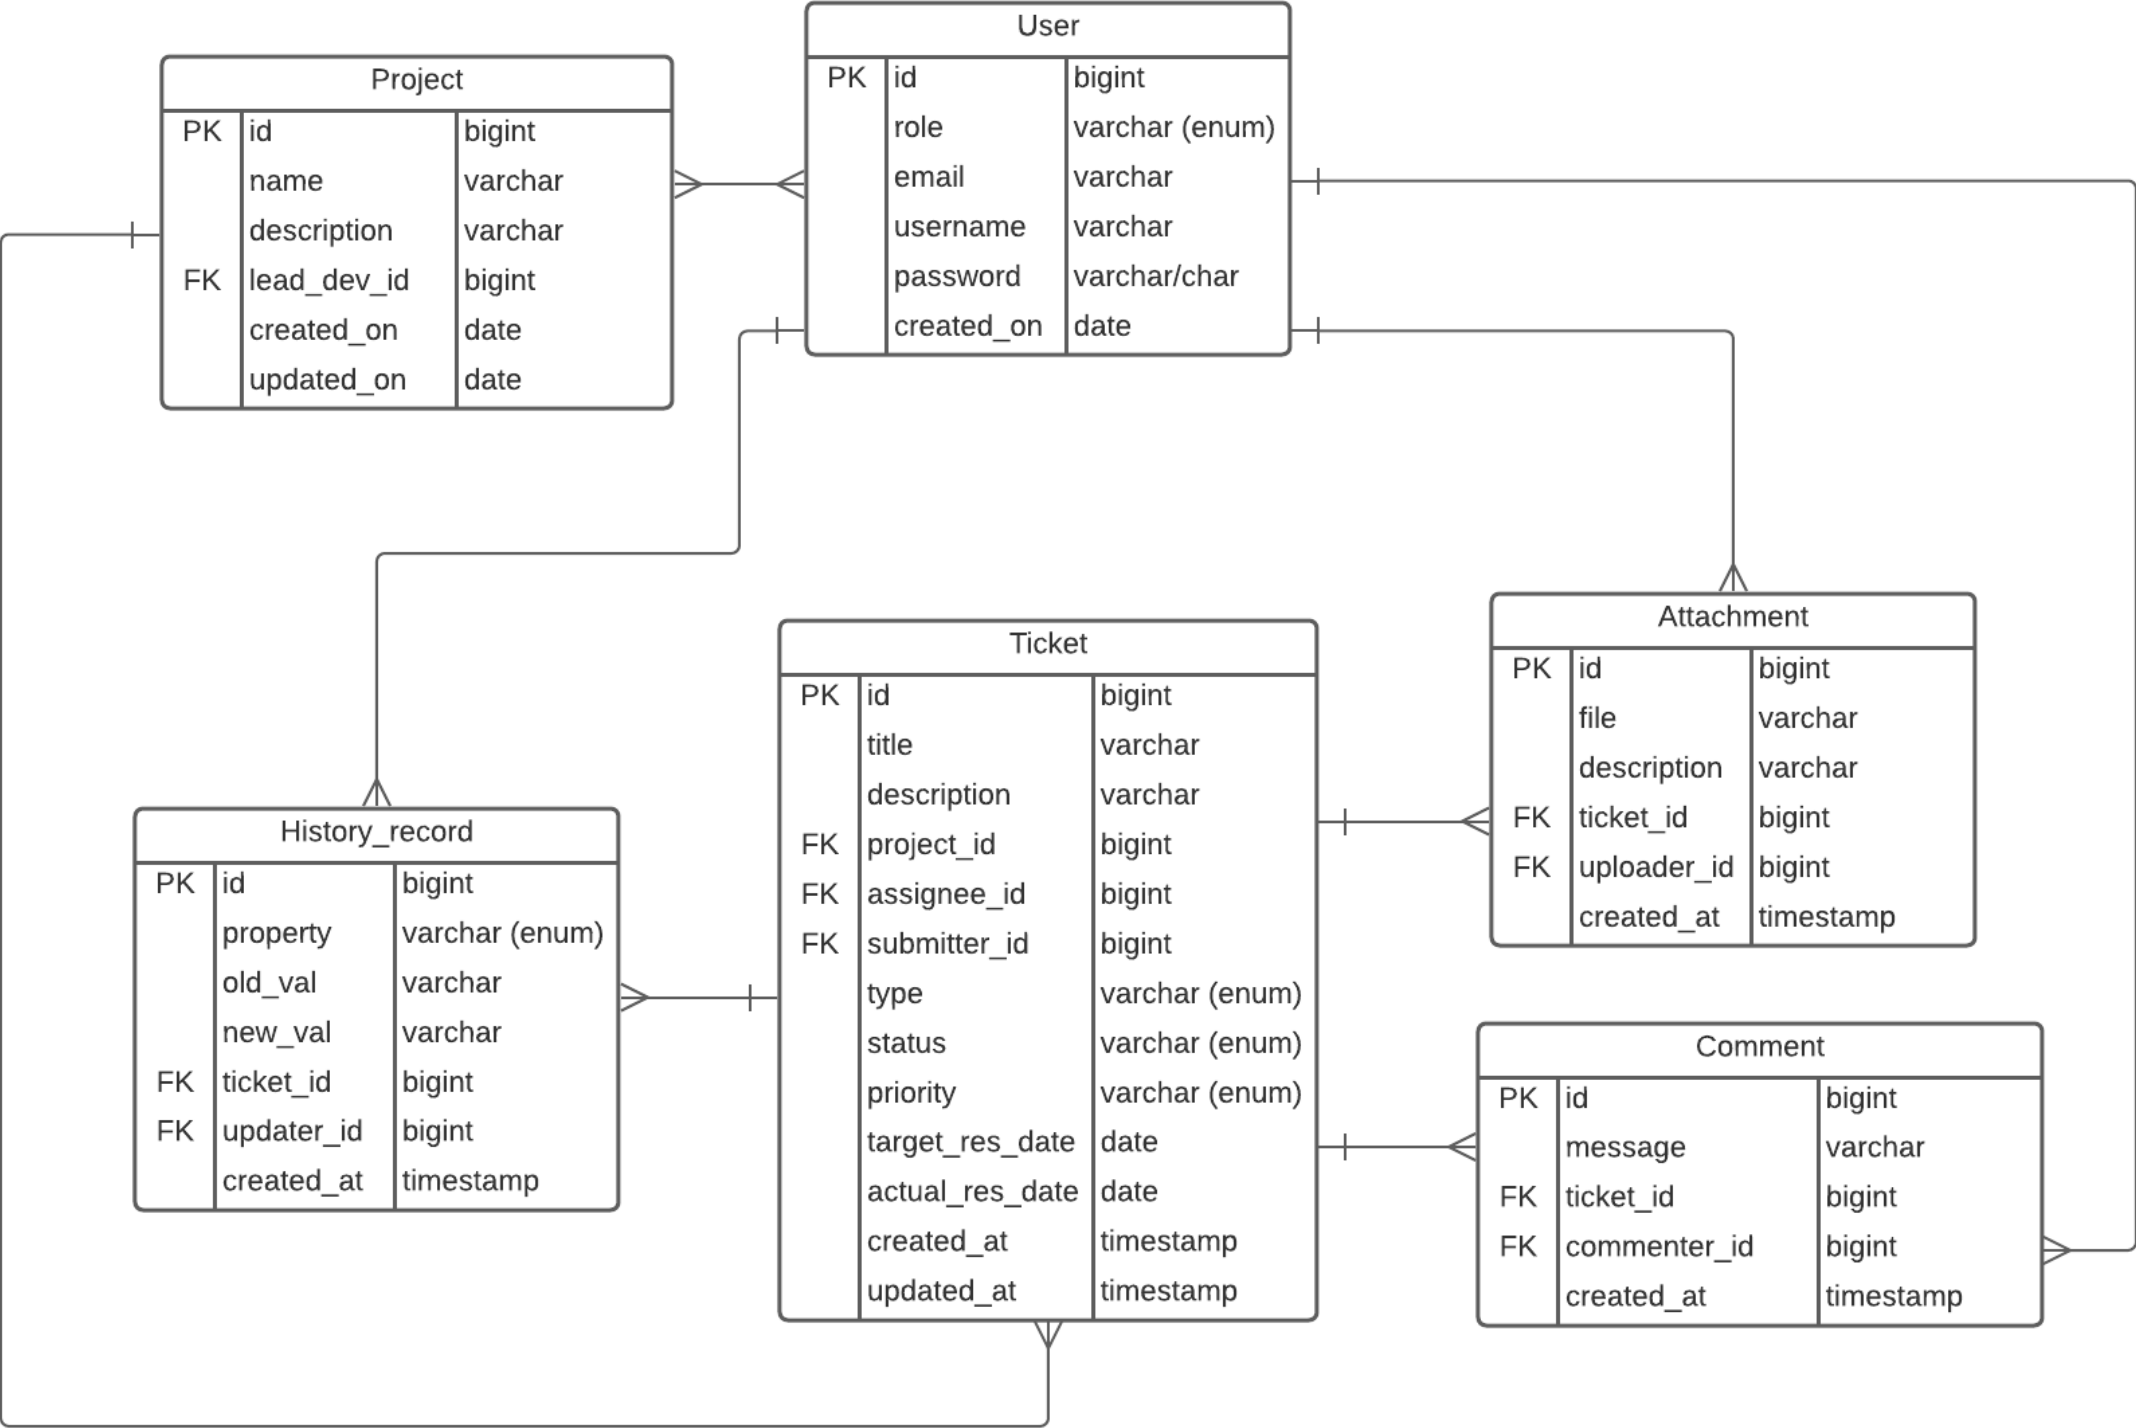 User
PK id bigint
role varchar (enum)
email varchar
username varchar
password varchar/char
created_on date
Project
PK id bigint
name varchar
description varchar
FK lead_dev_id bigint
created_on date
updated_on date
Attachment
PK id bigint
file varchar
description varchar
FK ticket_id bigint
FK uploader_id bigint
created_at timestamp
Ticket
PK id bigint
title varchar
description varchar
FK project_id bigint
FK assignee_id bigint
FK submitter_id bigint
type varchar (enum)
status varchar (enum)
priority varchar (enum)
target_res_date date
actual_res_date date
created_at timestamp
updated_at timestamp
History_record
PK id bigint
property varchar (enum)
old_val varchar
new_val varchar
FK ticket_id bigint
FK updater_id bigint
created_at timestamp
Comment
PK id bigint
message varchar
FK ticket_id bigint
FK commenter_id bigint
created_at timestamp